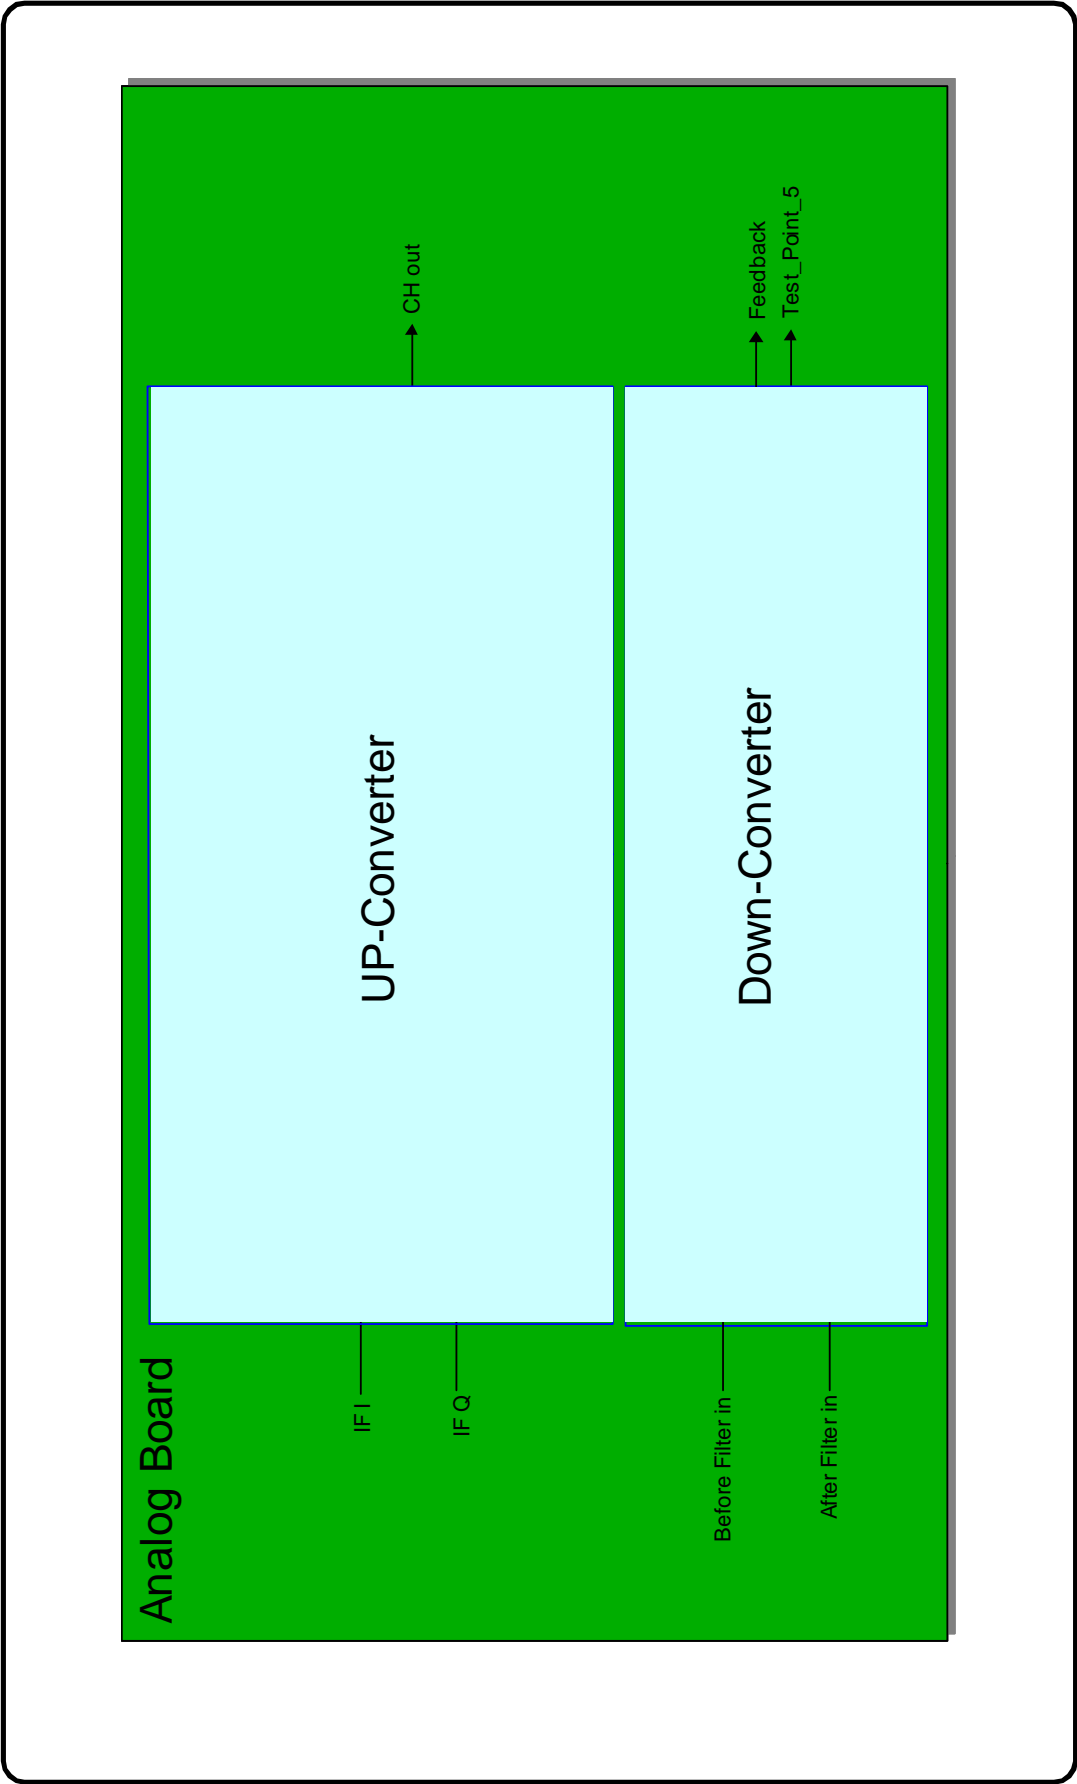 Analog Board
IF I
IF Q
UP-Converter
CH out
Before Filter in
After Filter in
Down-Converter
Feedback
Test_Point_5